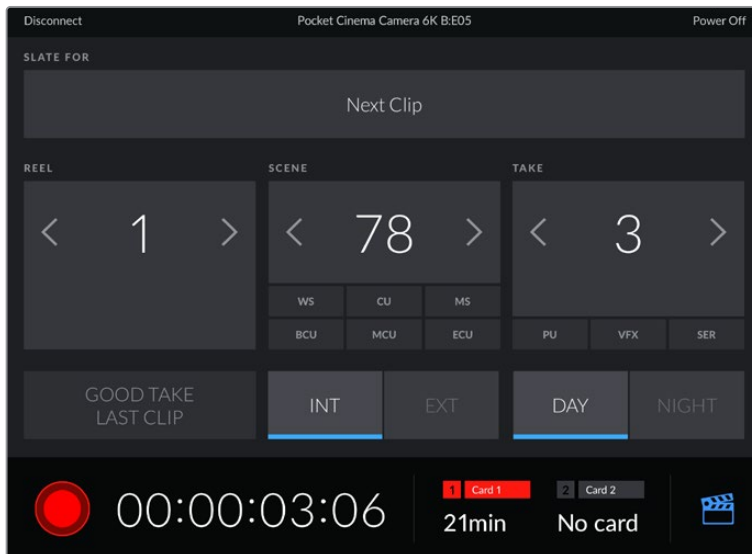 Disconnect Pocket Cinema Camera 6K B:E05 Power Off
SLATE FOR
Next Clip
REEL SCENE TAKE
1 78 3
WS CU MS
BCU MCU ECU PU VFX SER
GOOD TAKE
LAST CLIP
INT EXT DAY NIGHT
1 Card 1 2 Card 2
00:00:03:06 21min No card